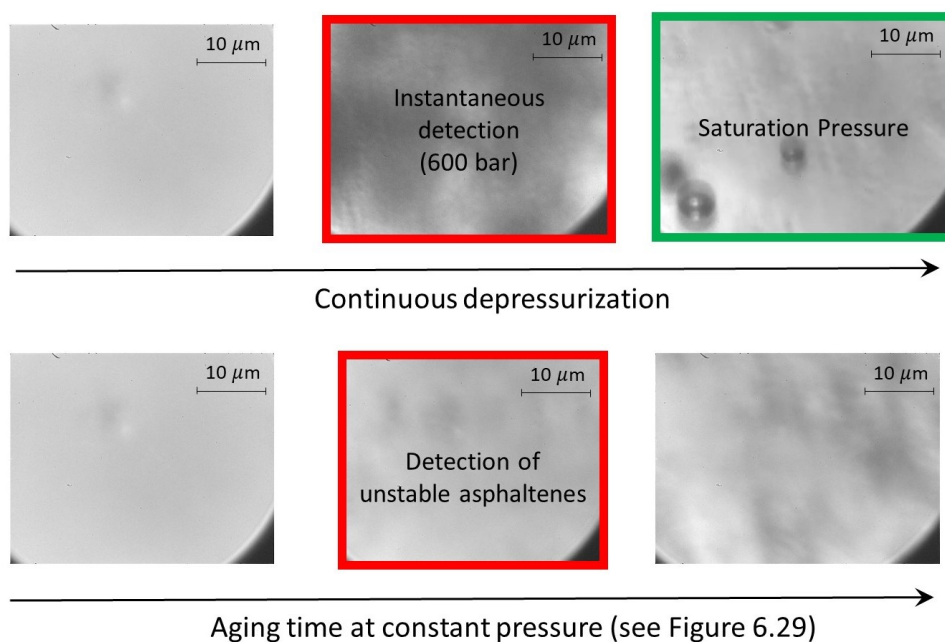 10 μm
10 μm
10 μm
Instantaneous
detection
(600 bar)
Saturation Pressure
Continuous depressurization
10 μm
10 μm
10 μm
Detection of
unstable asphaltenes
Aging time at constant pressure (see Figure 6.29)